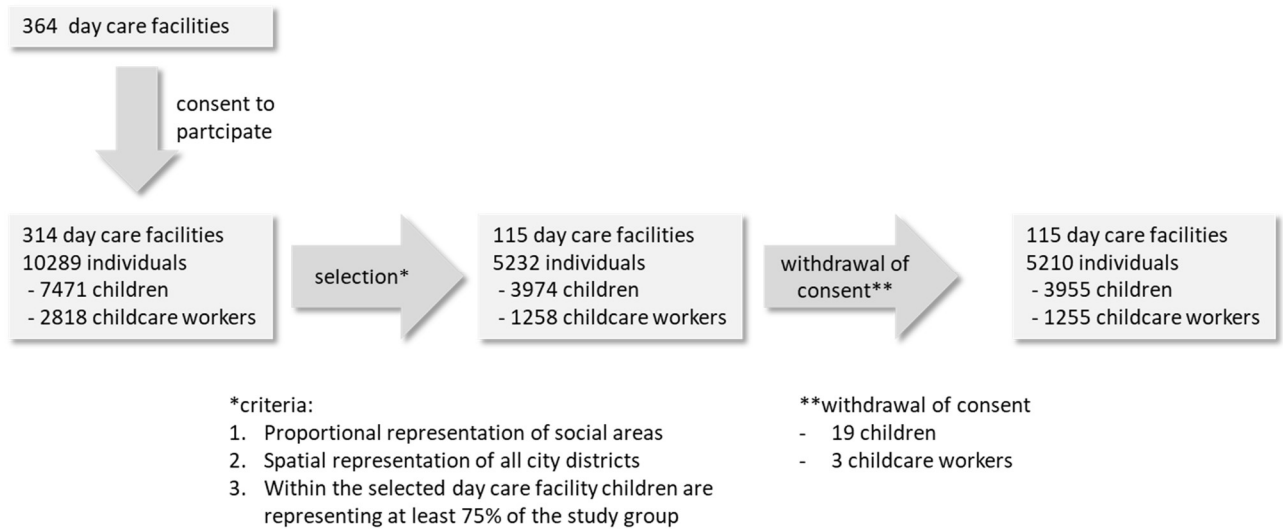 364 day care facilities
consent to
partcipate
314 day care facilities
10289 individuals
- 7471 children
- 2818 childcare workers
selection*
115 day care facilities
5232 individuals
- 3974 children
- 1258 childcare workers
withdrawal of
consent**
115 day care facilities
5210 individuals
- 3955 children
- 1255 childcare workers
*criteria:
1. Proportional representation of social areas
2. Spatial representation of all city districts
3. Within the selected day care facility children are
representing at least 75% of the study group
**withdrawal of consent
- 19 children
- 3 childcare workers